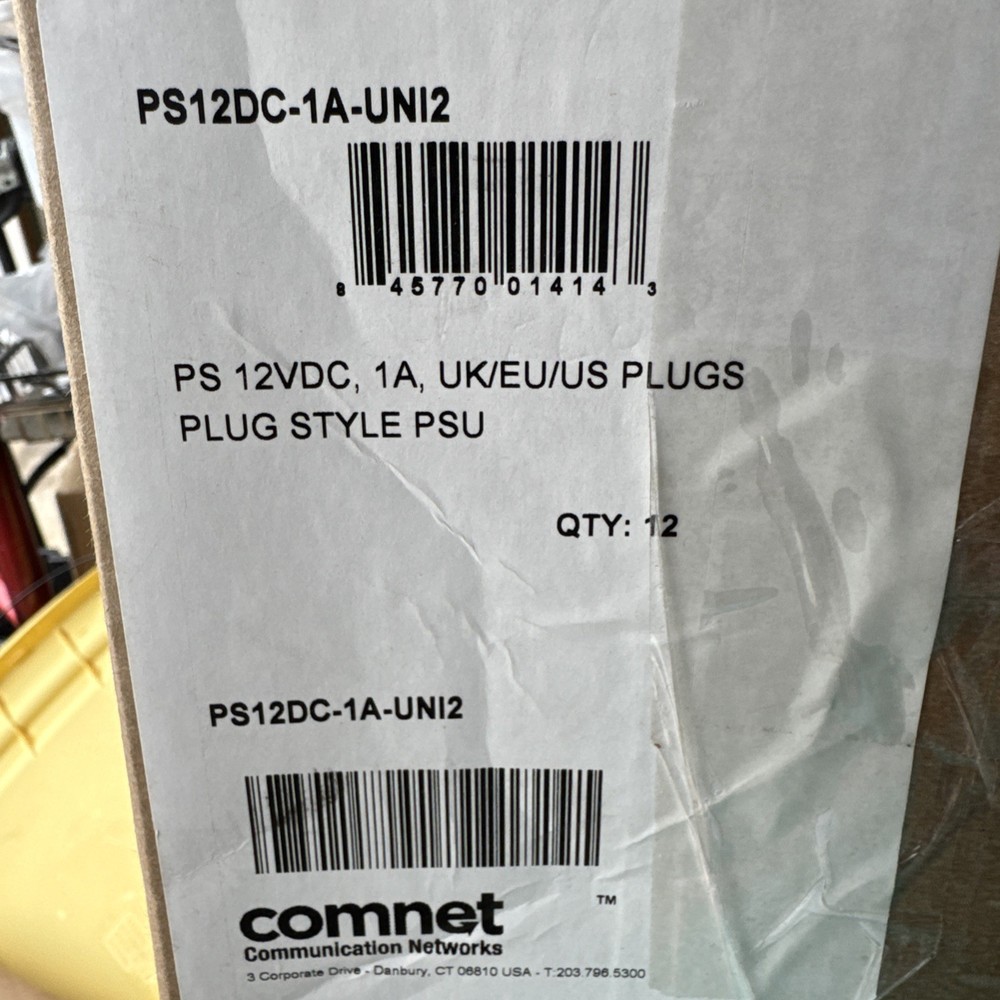 PS12DC-1A-UNI2
8 45770 01414 3
PS 12VDC, 1A, UK/EU/US PLUGS
PLUG STYLE PSU
QTY: 12
PS12DC-1A-UNI2
comnet ™
Communication Networks
3 Corporate Drive - Danbury, CT 06810 USA - T:203.796.5300